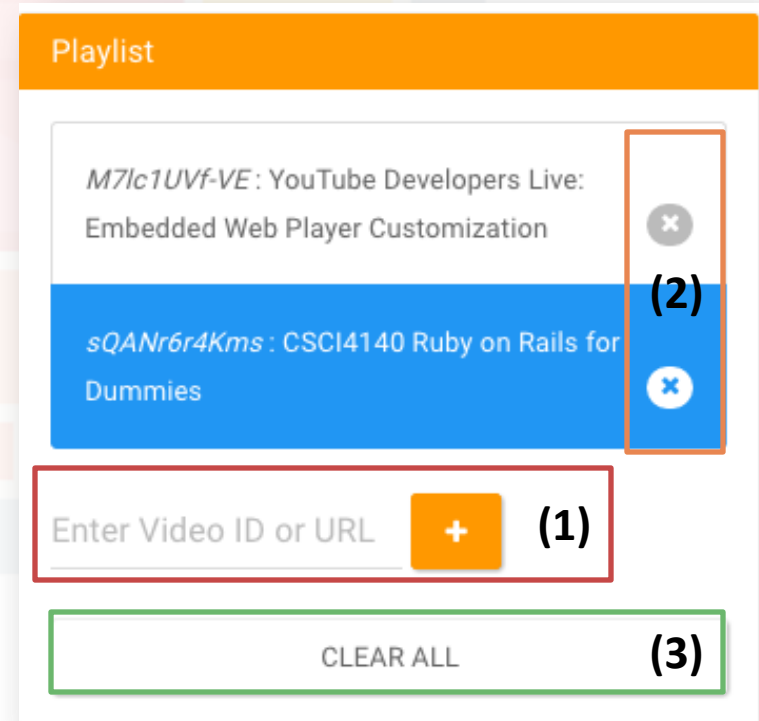 Playlist
M7lc1UVf-VE : YouTube Developers Live:
Embedded Web Player Customization
(2)
sQANr6r4Kms : CSCI4140 Ruby on Rails for
Dummies
Enter Video ID or URL + (1)
CLEAR ALL (3)